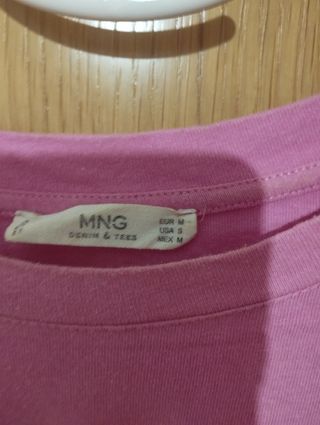 MNG
DENIM & TEES
EUR M
USA S
MEX M